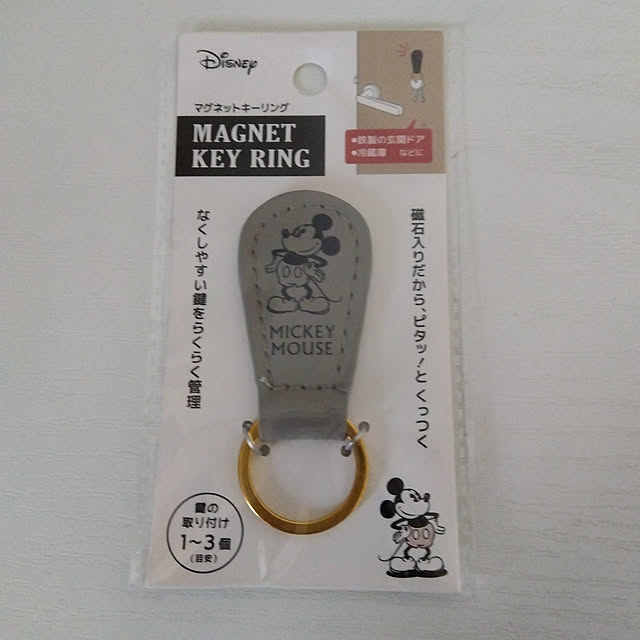 Disney
マグネットキーリング
MAGNET
KEY RING
•鉄製の玄関ドア
•冷蔵庫 などに
磁石入りだから、ピタッ!とくっつく
なくしやすい鍵をらくらく管理
MICKEY
MOUSE
鍵の
取り付け
1~3個
(目安)